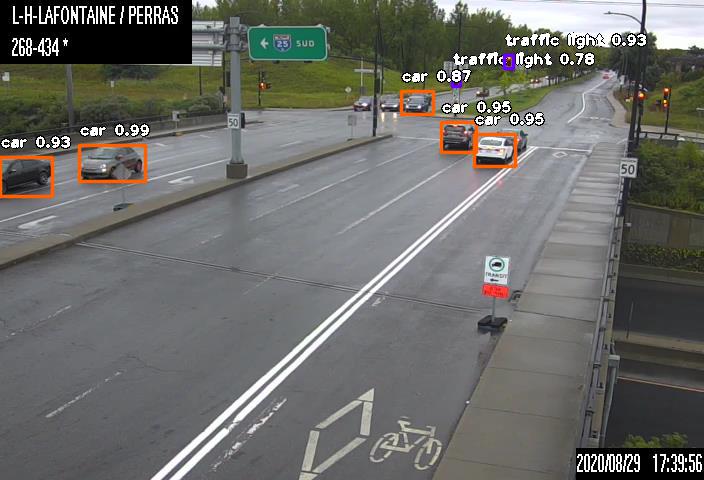 L-H-LAFONTAINE / PERRAS
268-434 *
25 SUD
traffic light 0.93
traffic light 0.78
car 0.87
car 0.95
car 0.95
car 0.99
car 0.93
50
50
TRANSIT
2020/08/29 17:39:56